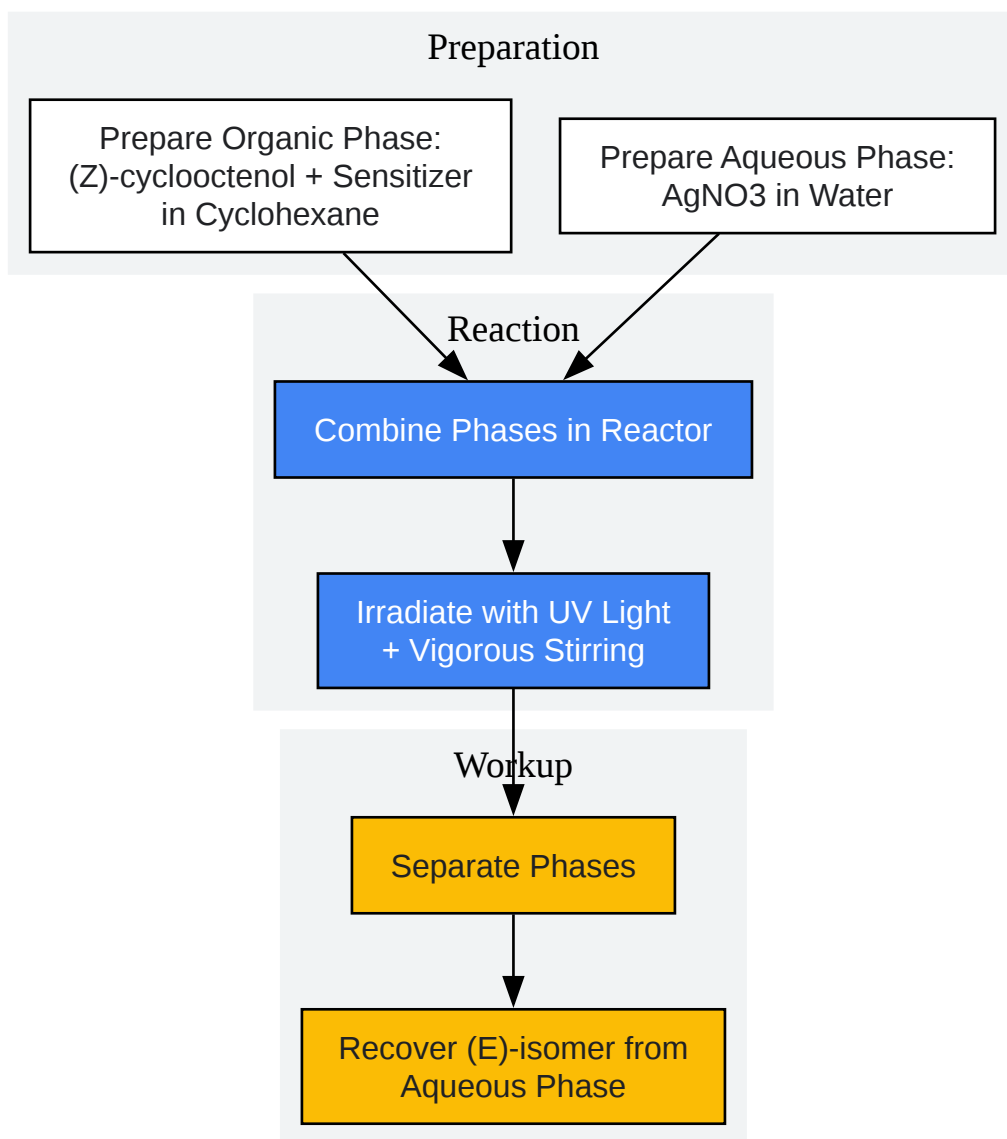 Preparation
Prepare Organic Phase:
(Z)-cyclooctenol + Sensitizer
in Cyclohexane
Prepare Aqueous Phase:
AgNO3 in Water
Reaction
Combine Phases in Reactor
Irradiate with UV Light
+ Vigorous Stirring
Workup
Separate Phases
Recover (E)-isomer from
Aqueous Phase